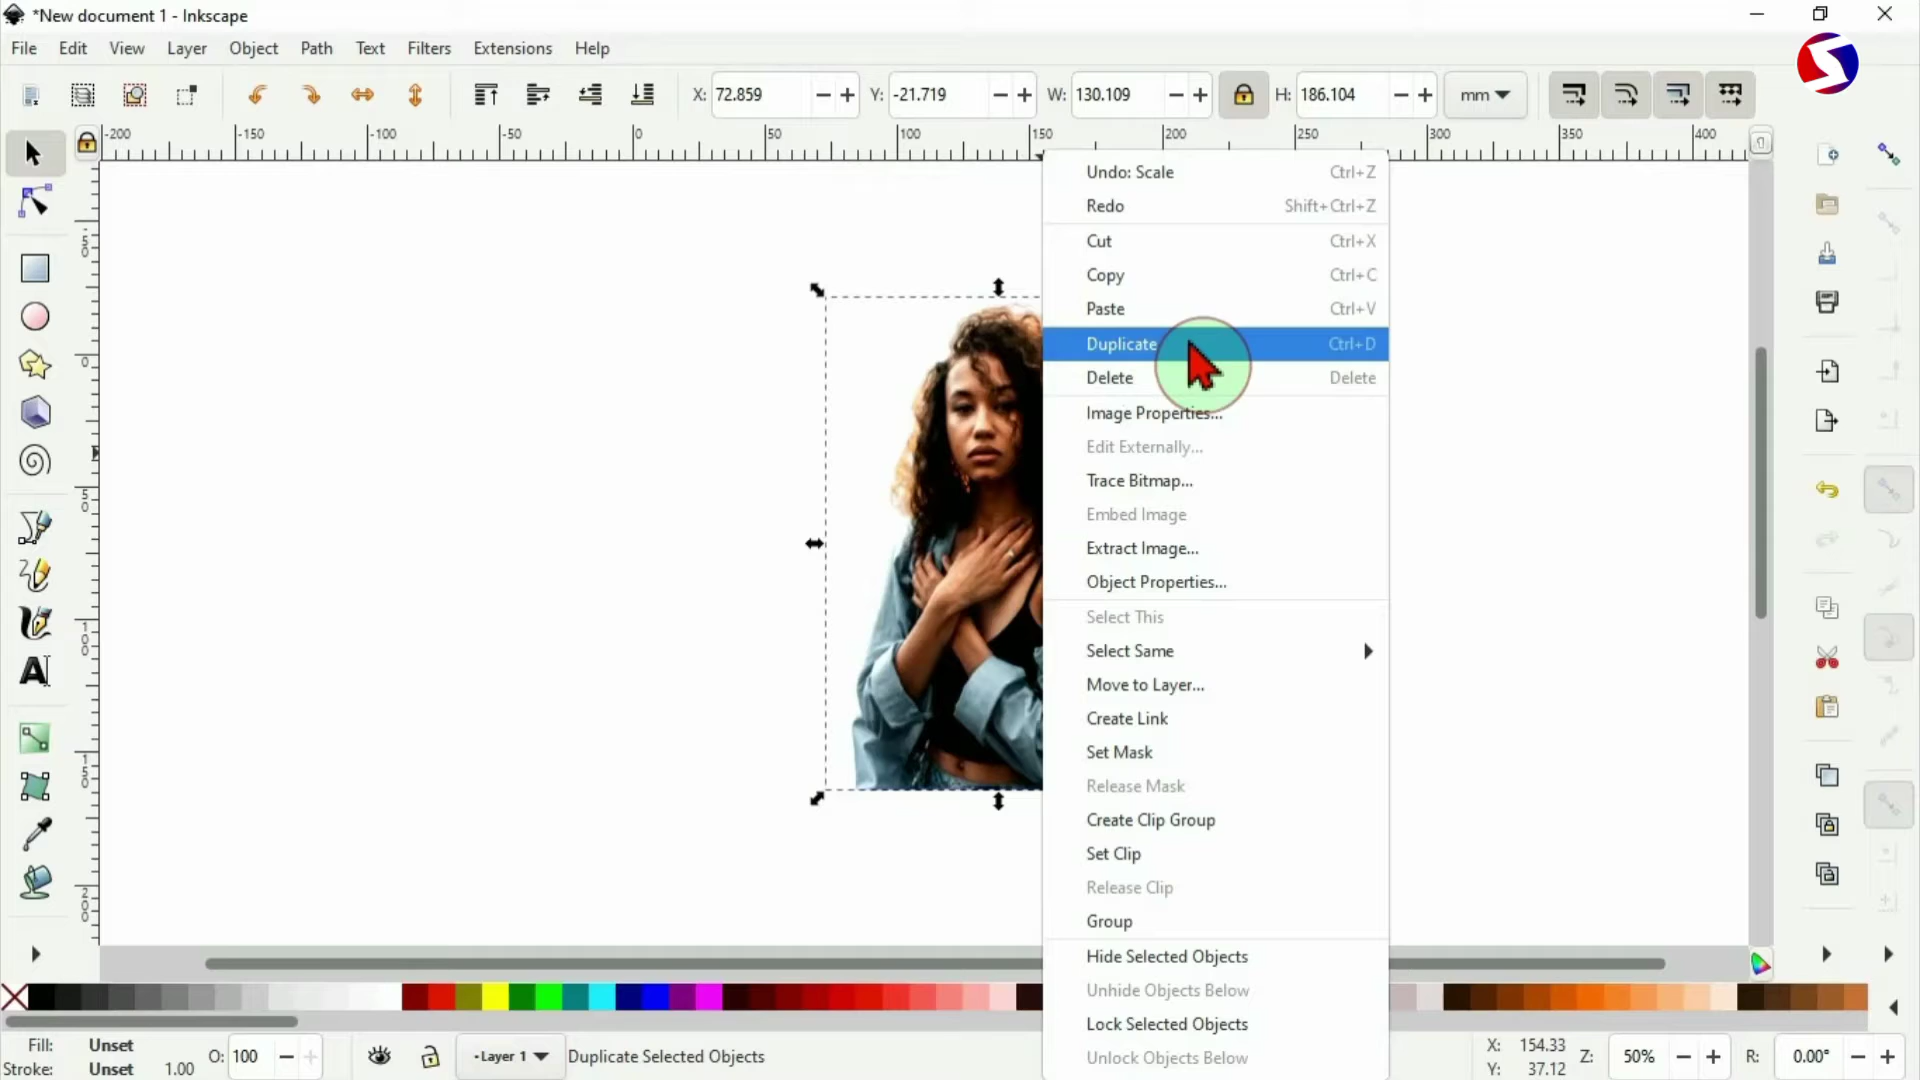 *New document 1 - Inkscape
File Edit View Layer Object Path Text Filters Extensions Help
X: 72.859 Y: -21.719 W: 130.109 H: 186.104 mm
-200 -150 -100 -50 0 50 100 150 200 250 300 350 400
Undo: Scale Ctrl+Z
Redo Shift+Ctrl+Z
Cut Ctrl+X
Copy Ctrl+C
Paste Ctrl+V
Duplicate Ctrl+D
Delete Delete
Image Properties...
Edit Externally...
Trace Bitmap...
Embed Image
Extract Image...
Object Properties...
Select This
Select Same
Move to Layer...
Create Link
Set Mask
Release Mask
Create Clip Group
Set Clip
Release Clip
Group
Hide Selected Objects
Unhide Objects Below
Lock Selected Objects
Unlock Objects Below
-50
0
50
100
150
200
Fill: Unset
Stroke: Unset 1.00
O: 100
-Layer 1
Duplicate Selected Objects
X: 154.33
Y: 37.12
Z: 50%
R: 0.00°